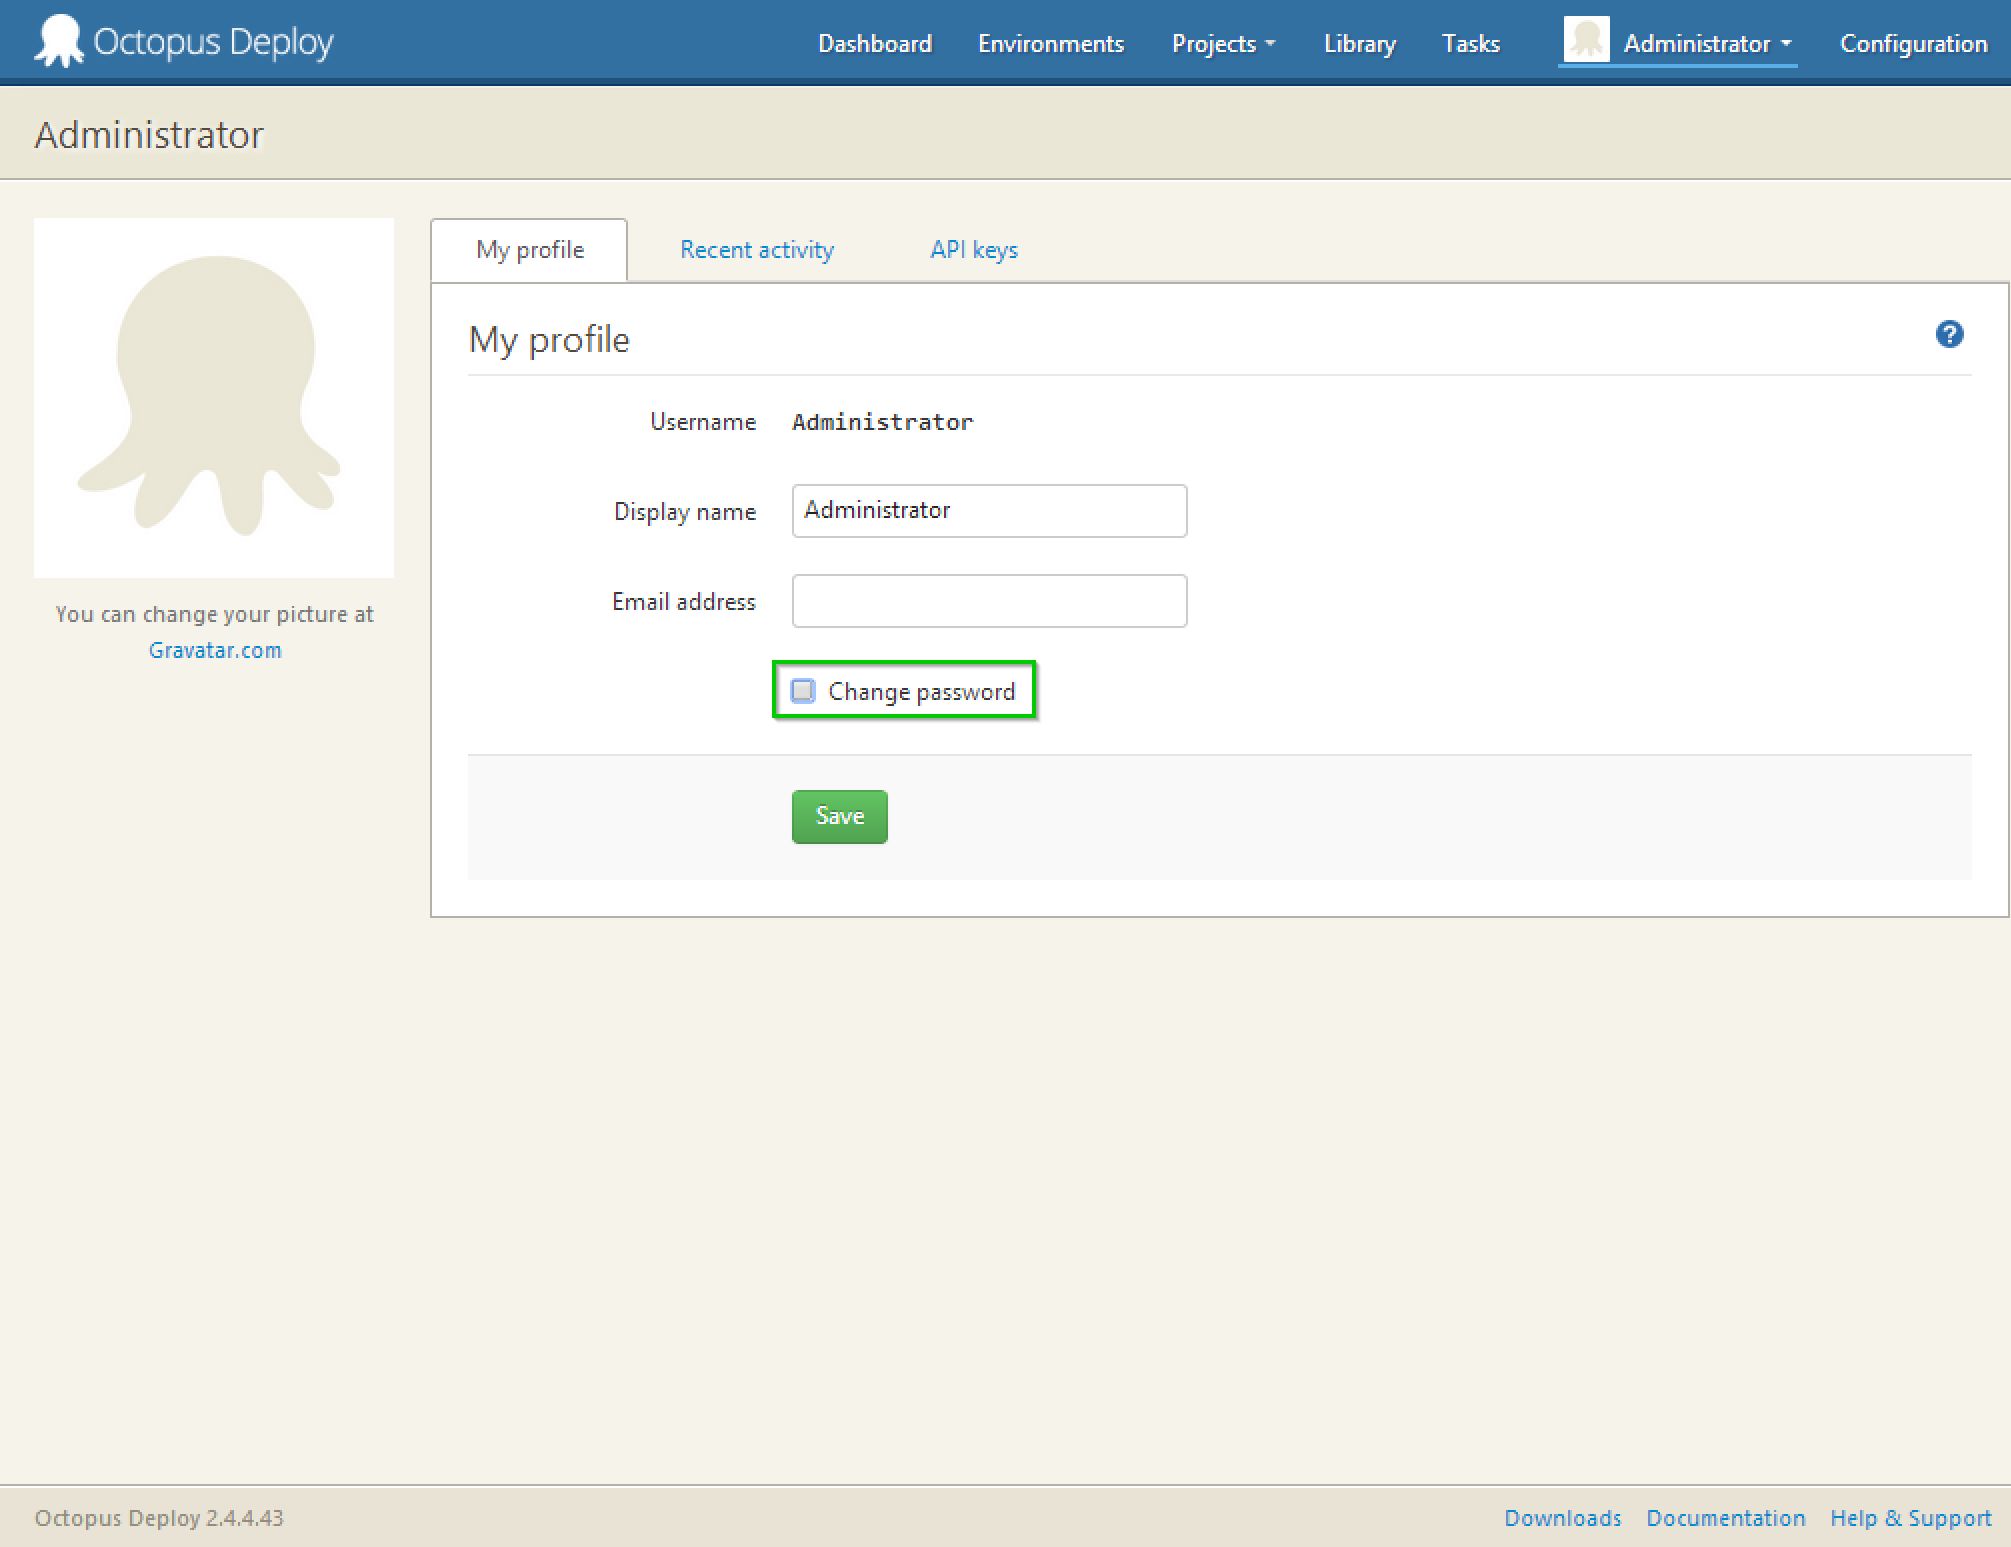 Octopus Deploy
Dashboard Environments Projects Library Tasks Administrator Configuration
Administrator
My profile Recent activity API keys
My profile
?
Username Administrator
Display name Administrator
Email address
Change password
Save
You can change your picture at
Gravatar.com
Octopus Deploy 2.4.4.43
Downloads Documentation Help & Support